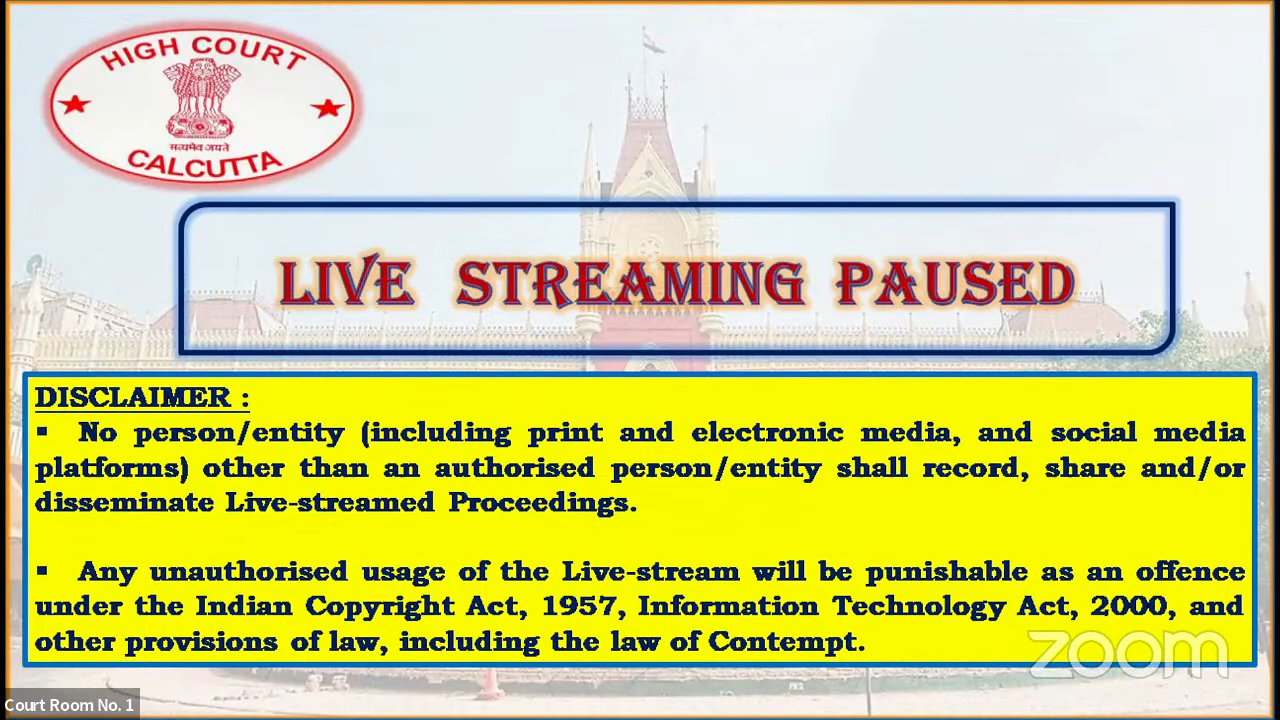 HIGH COURT
सत्यमेव जयते
CALCUTTA
LIVE STREAMING PAUSED
DISCLAIMER :
▪ No person/entity (including print and electronic media, and social media
platforms) other than an authorised person/entity shall record, share and/or
disseminate Live-streamed Proceedings.
▪ Any unauthorised usage of the Live-stream will be punishable as an offence
under the Indian Copyright Act, 1957, Information Technology Act, 2000, and
other provisions of law, including the law of Contempt.
zoom
Court Room No. 1